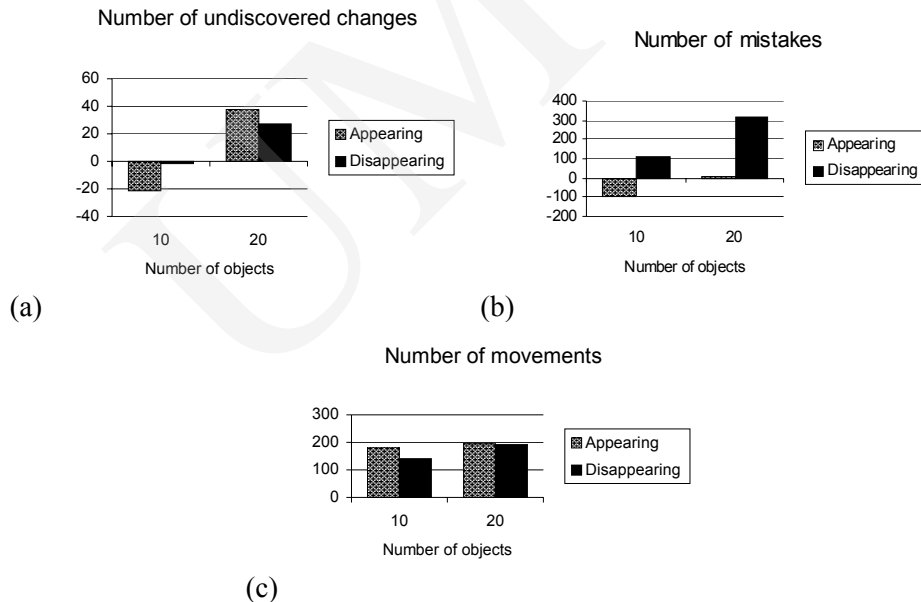 Number of undiscovered changes
60
40
20
0
-20
-40
10 20
Number of objects
Appearing
Disappearing
(a)
Number of mistakes
400
300
200
100
0
-100
-200
10 20
Number of objects
Appearing
Disappearing
(b)
Number of movements
300
200
100
0
10 20
Number of objects
Appearing
Disappearing
(c)
UM